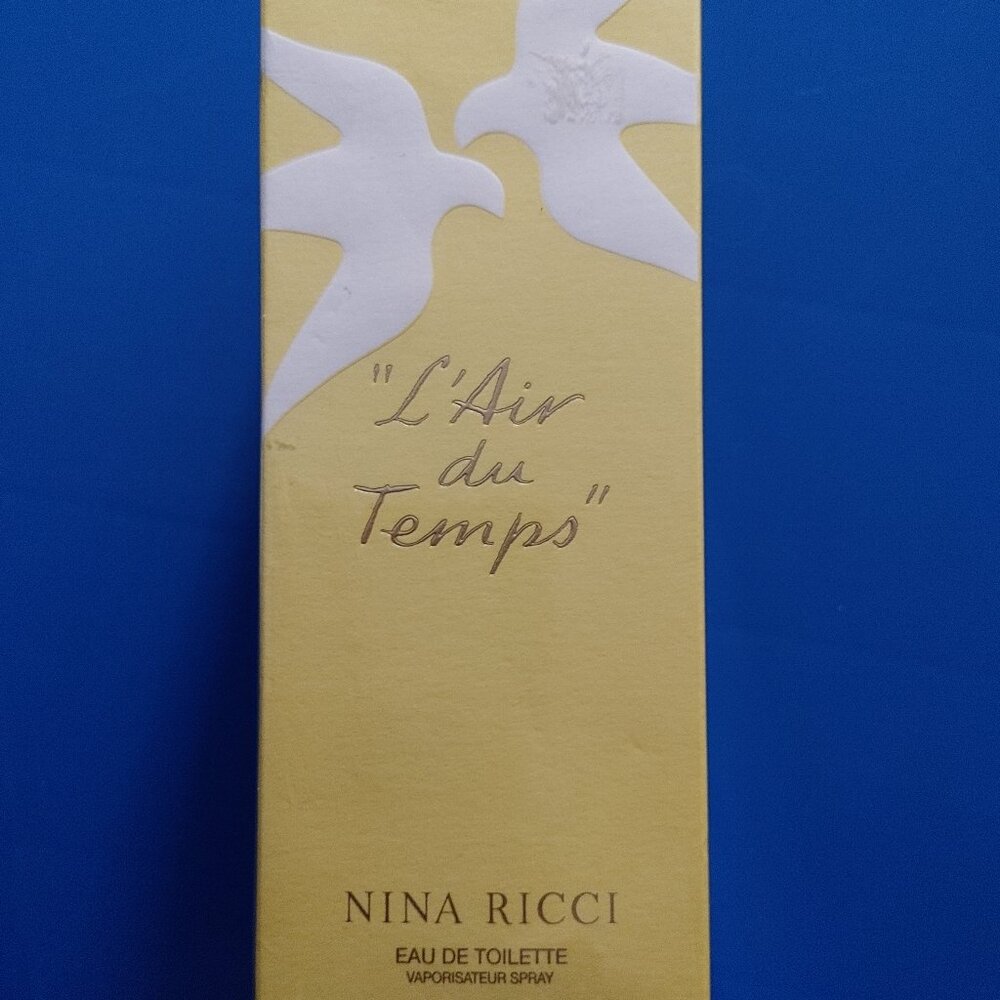 "L'Air
du
Temps"
NINA RICCI
EAU DE TOILETTE
VAPORISATEUR SPRAY